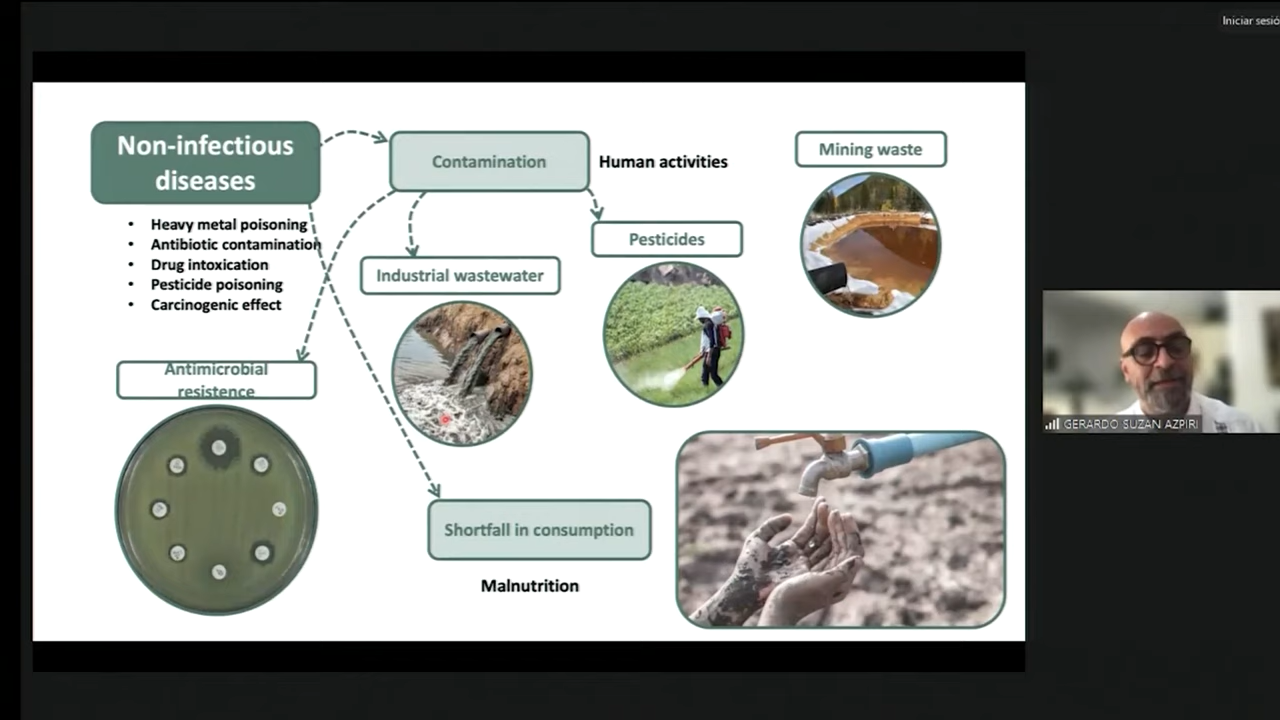 Iniciar sesió
Non-infectious
diseases
Contamination
Human activities
Mining waste
• Heavy metal poisoning
• Antibiotic contamination
• Drug intoxication
• Pesticide poisoning
• Carcinogenic effect
Pesticides
Industrial wastewater
Antimicrobial
resistence
Shortfall in consumption
Malnutrition
GERARDO SUZAN AZPIRI